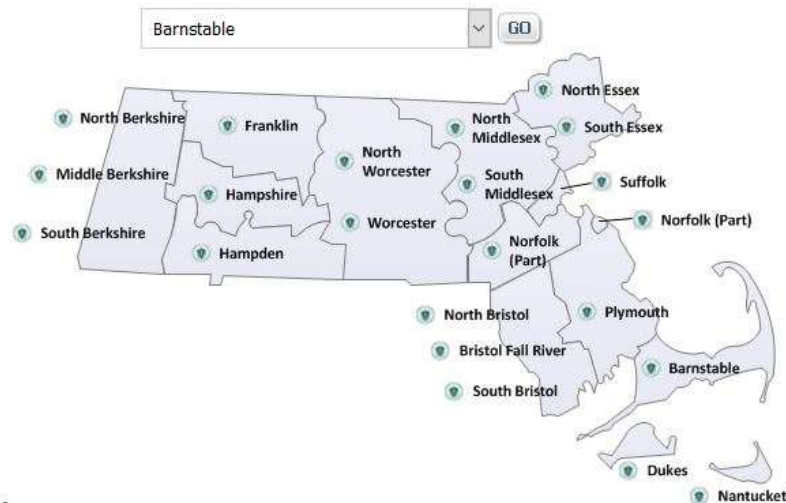 Barnstable
GO
North Essex
North Berkshire
Franklin
North
Middlesex
South Essex
North
Worcester
Middle Berkshire
Hampshire
South
Middlesex
Suffolk
Norfolk (Part)
Worcester
South Berkshire
Hampden
Norfolk
(Part)
North Bristol
Plymouth
Bristol Fall River
Barnstable
South Bristol
Dukes
Nantucket